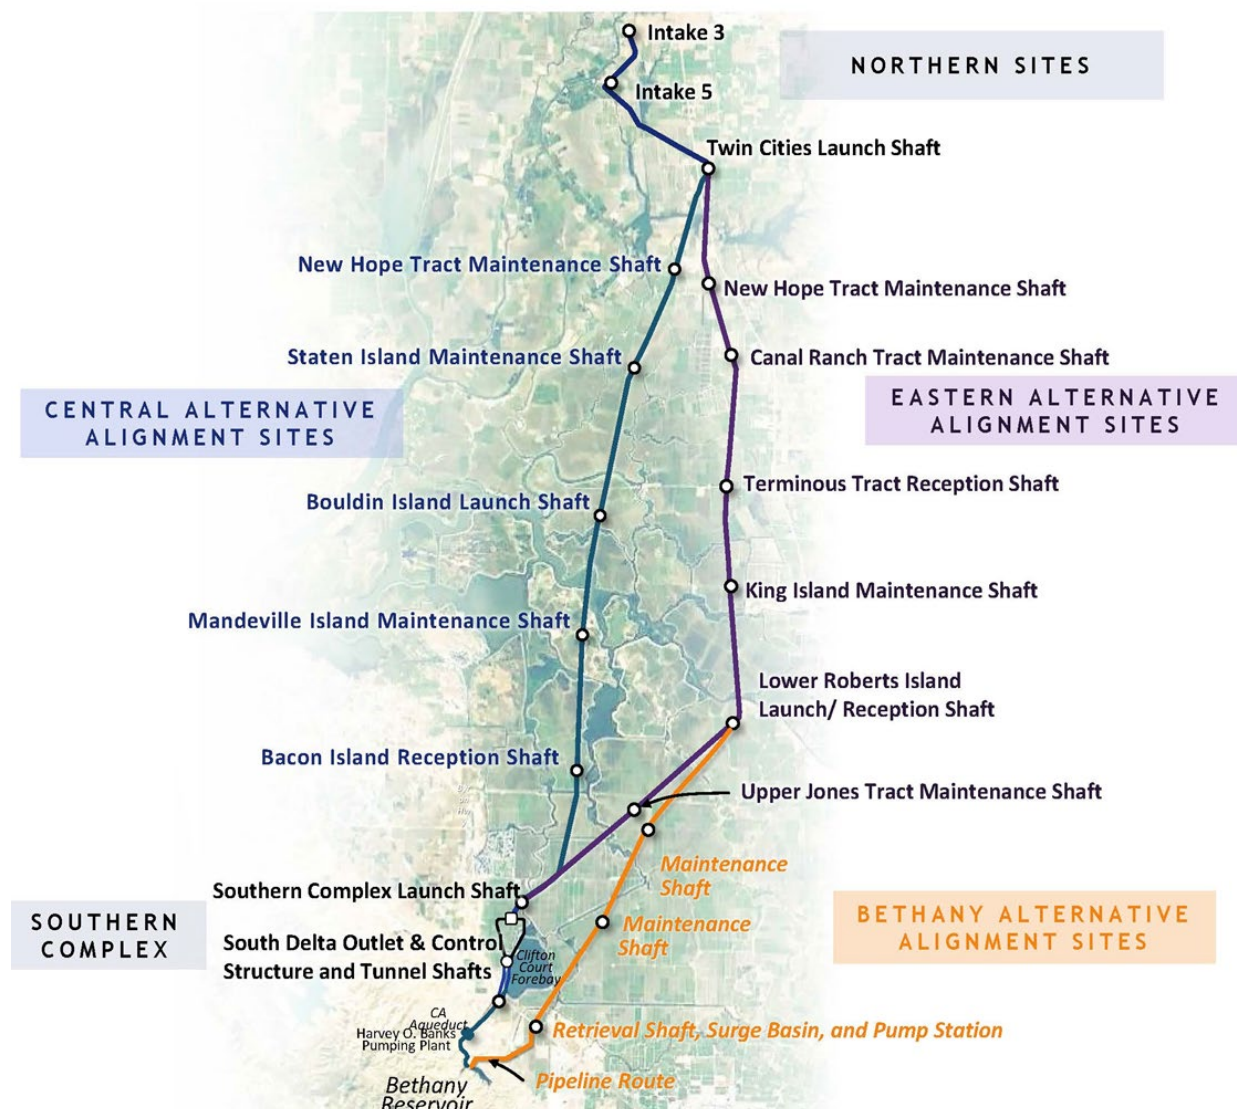 Intake 3
NORTHERN SITES
Intake 5
Twin Cities Launch Shaft
New Hope Tract Maintenance Shaft
New Hope Tract Maintenance Shaft
Staten Island Maintenance Shaft
Canal Ranch Tract Maintenance Shaft
CENTRAL ALTERNATIVE
ALIGNMENT SITES
EASTERN ALTERNATIVE
ALIGNMENT SITES
Terminous Tract Reception Shaft
Bouldin Island Launch Shaft
King Island Maintenance Shaft
Mandeville Island Maintenance Shaft
Lower Roberts Island
Launch/ Reception Shaft
Bacon Island Reception Shaft
Upper Jones Tract Maintenance Shaft
Maintenance
Shaft
Southern Complex Launch Shaft
SOUTHERN
COMPLEX
Maintenance
Shaft
BETHANY ALTERNATIVE
ALIGNMENT SITES
South Delta Outlet & Control
Structure and Tunnel Shafts
Clifton
Court
Forebay
CA
Aqueduct
Harvey O. Banks
Pumping Plant
Retrieval Shaft, Surge Basin, and Pump Station
Pipeline Route
Bethany
Reservoir